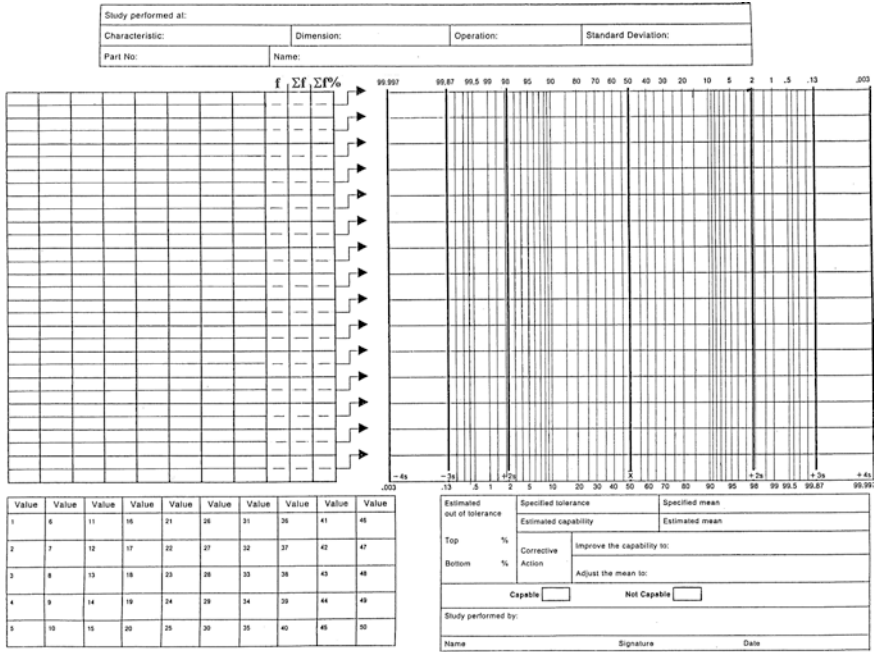 Study performed at:
Characteristic: Dimension: Operation: Standard Deviation:
Part No: Name:
f Σf Σf%
99.997 99.87 99.5 99 98 95 90 80 70 60 50 40 30 20 10 5 2 1 .5 .13 .003
−4s −3s +2s X̄ +2s +3s +4s
.003 .13 .5 1 2 5 10 20 30 40 50 60 70 80 90 95 98 99 99.5 99.87 99.997
Value Value Value Value Value Value Value Value Value Value
1 6 11 16 21 26 31 36 41 46
2 7 12 17 22 27 32 37 42 47
3 8 13 18 23 28 33 38 43 48
4 9 14 19 24 29 34 39 44 49
5 10 15 20 25 30 35 40 45 50
Estimated out of tolerance
Top %
Bottom %
Specified tolerance Specified mean
Estimated capability Estimated mean
Corrective Action
Improve the capability to:
Adjust the mean to:
Capable Not Capable
Study performed by:
Name Signature Date